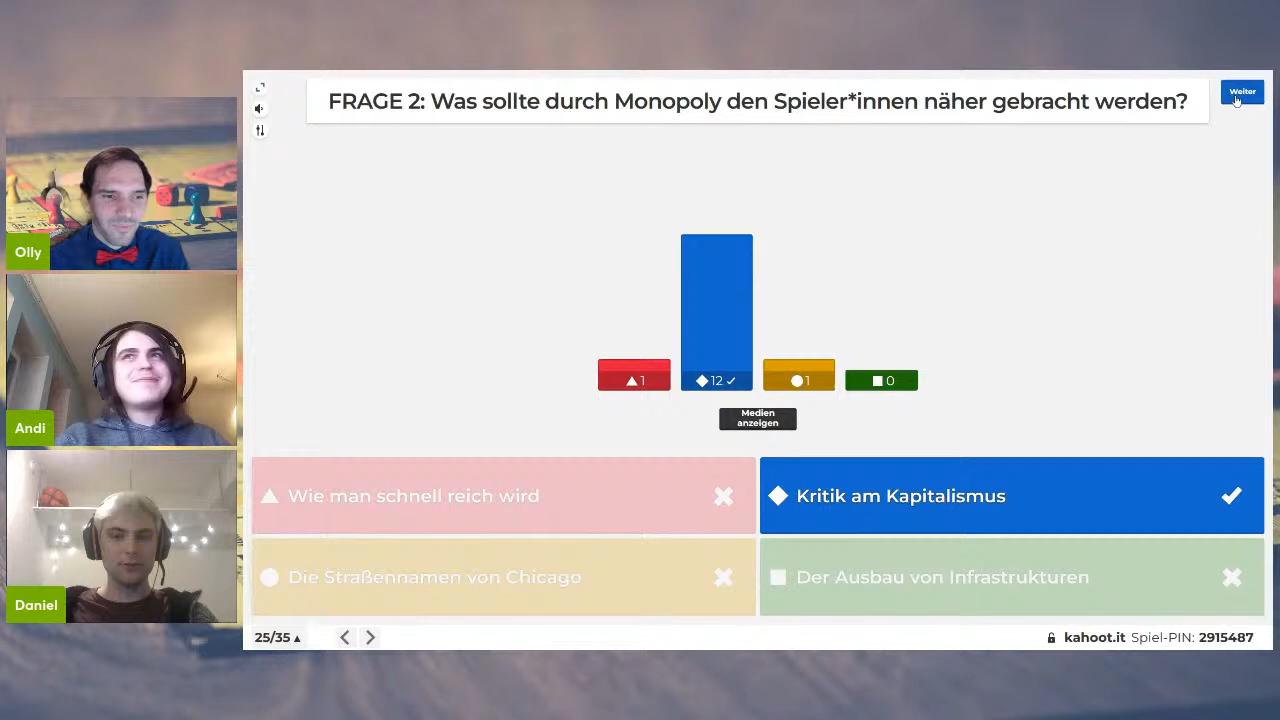 FRAGE 2: Was sollte durch Monopoly den Spieler*innen näher gebracht werden?
Weiter
Olly
Andi
Daniel
1
12
1
0
Medien
anzeigen
Wie man schnell reich wird
Kritik am Kapitalismus
Die Straßennamen von Chicago
Der Ausbau von Infrastrukturen
25/35
kahoot.it Spiel-PIN: 2915487